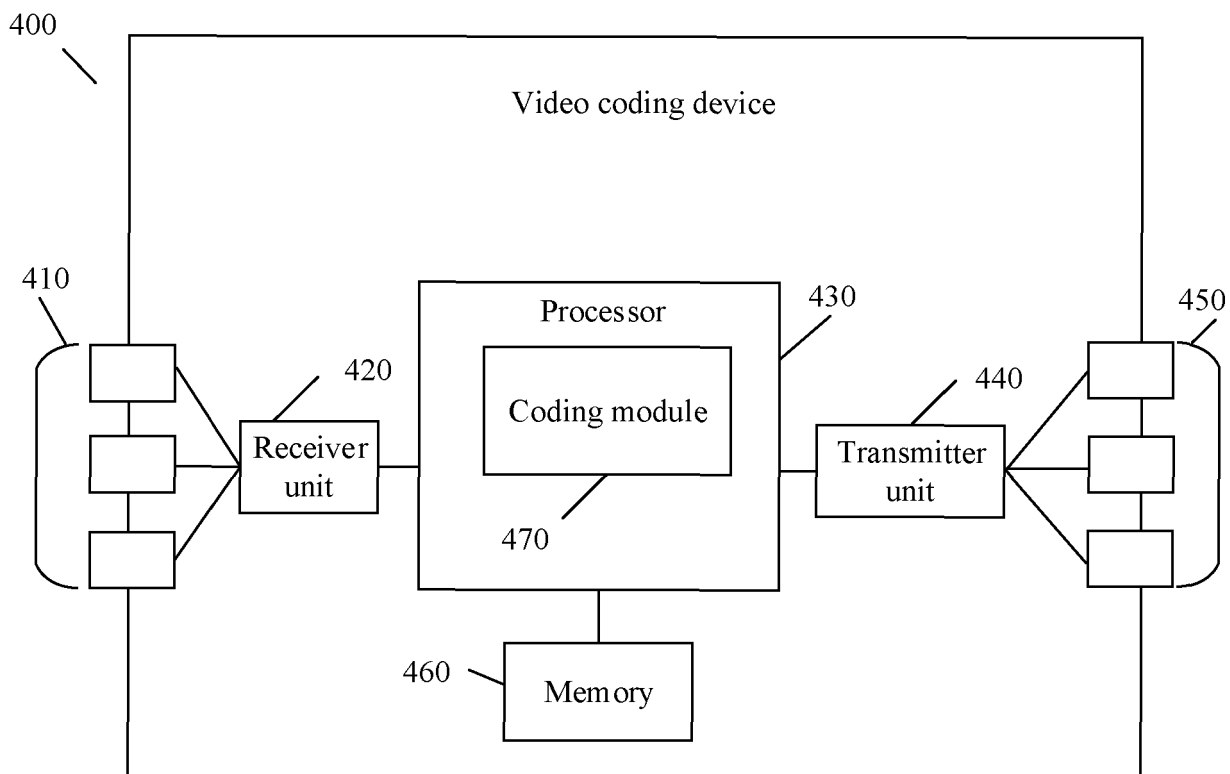 400
Video coding device
410
430
450
Processor
420
440
Coding module
Receiver
unit
Transmitter
unit
470
460
Memory